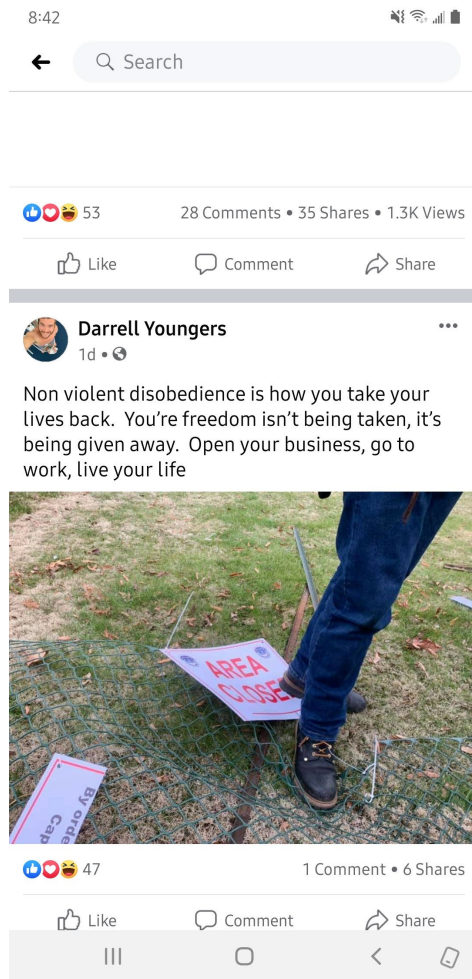 8:42
Search
53
28 Comments • 35 Shares • 1.3K Views
Like Comment Share
Darrell Youngers
1d •
Non violent disobedience is how you take your
lives back. You're freedom isn't being taken, it's
being given away. Open your business, go to
work, live your life
AREA
CLOSE
By orde
Cap
47
1 Comment • 6 Shares
Like Comment Share